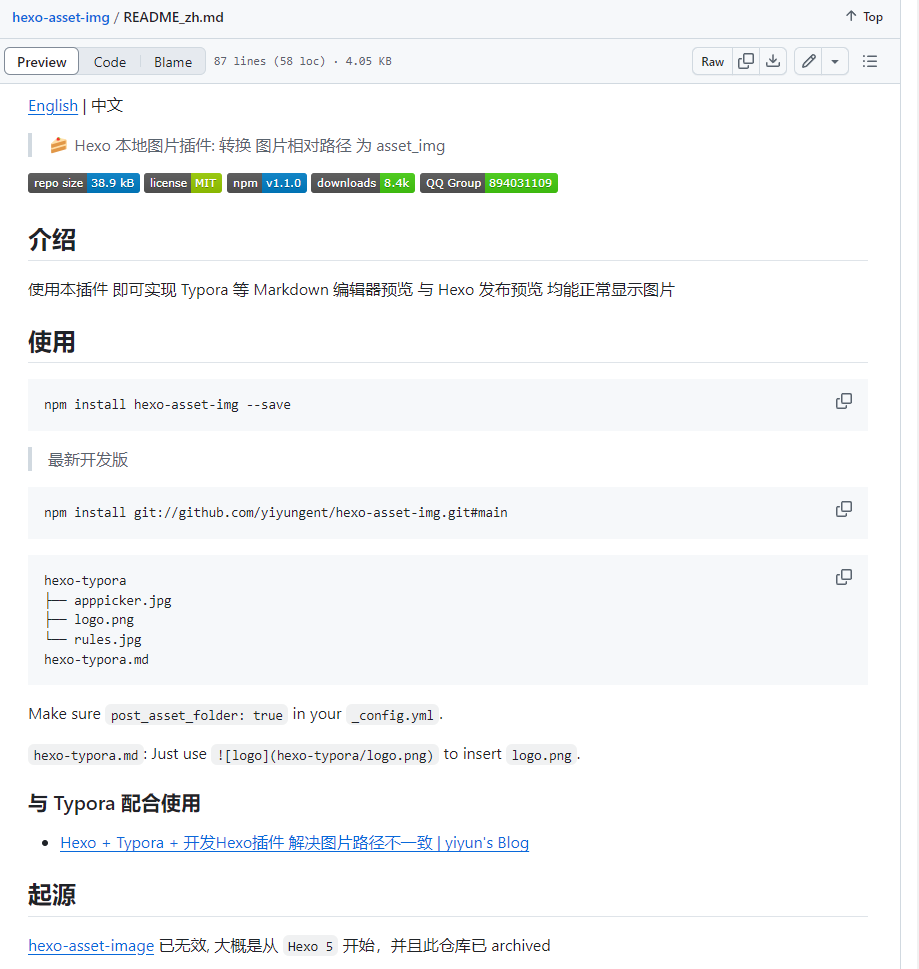 hexo-asset-img / README_zh.md
Top
Preview Code Blame 87 lines (58 loc) · 4.05 KB Raw
English | 中文
🍰 Hexo 本地图片插件: 转换 图片相对路径 为 asset_img
repo size 38.9 kB license MIT npm v1.1.0 downloads 8.4k QQ Group 894031109
介绍
使用本插件 即可实现 Typora 等 Markdown 编辑器预览 与 Hexo 发布预览 均能正常显示图片
使用
npm install hexo-asset-img --save
最新开发版
npm install git://github.com/yiyungent/hexo-asset-img.git#main
hexo-typora
├── apppicker.jpg
├── logo.png
└── rules.jpg
hexo-typora.md
Make sure post_asset_folder: true in your _config.yml.
hexo-typora.md: Just use ![logo](hexo-typora/logo.png) to insert logo.png.
与 Typora 配合使用
Hexo + Typora + 开发Hexo插件 解决图片路径不一致 | yiyun's Blog
起源
hexo-asset-image 已无效, 大概是从 Hexo 5 开始，并且此仓库已 archived